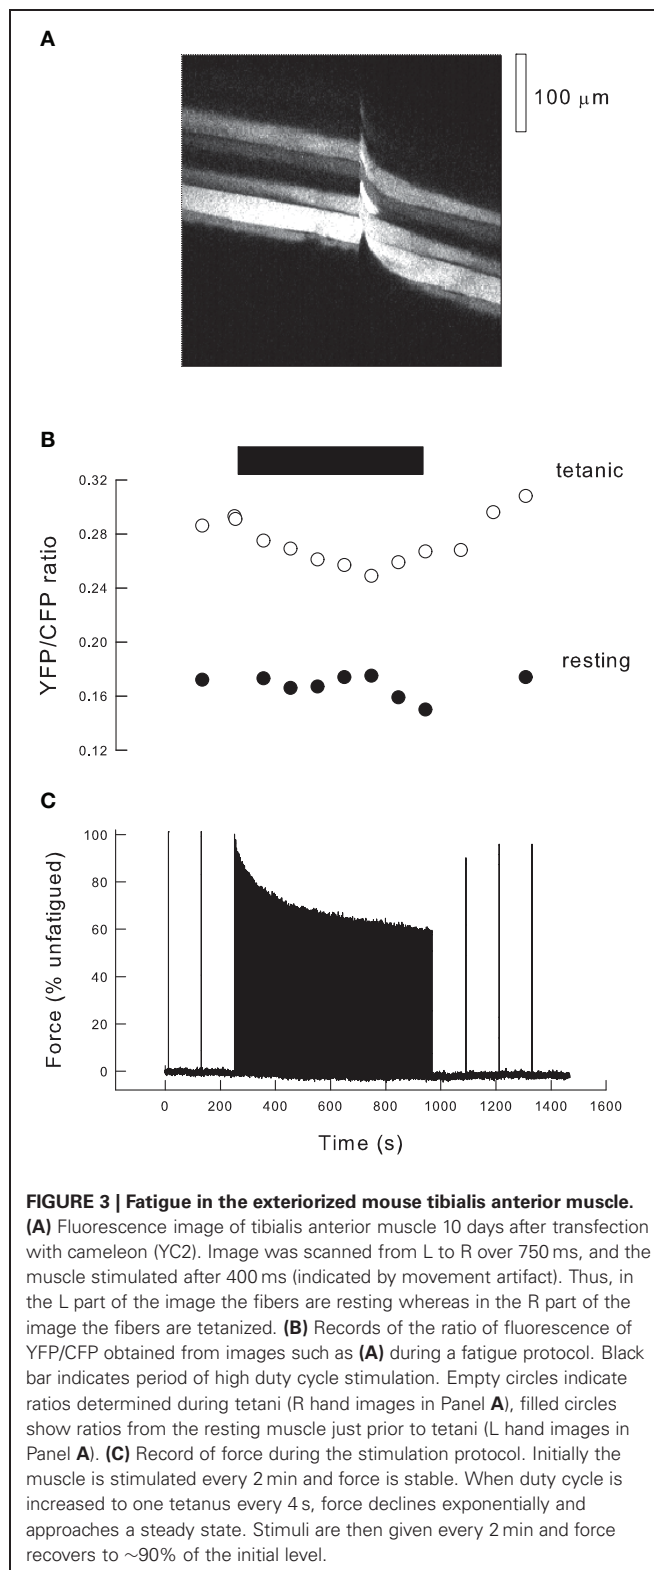 A
100 μm
B
tetanic
0.32
0.28
0.24
0.20
0.16
0.12
YFP/CFP ratio
resting
C
100
80
60
40
20
0
Force (% unfatigued)
0 200 400 600 800 1000 1200 1400 1600
Time (s)
FIGURE 3 | Fatigue in the exteriorized mouse tibialis anterior muscle.
(A) Fluorescence image of tibialis anterior muscle 10 days after transfection
with cameleon (YC2). Image was scanned from L to R over 750 ms, and the
muscle stimulated after 400 ms (indicated by movement artifact). Thus, in
the L part of the image the fibers are resting whereas in the R part of the
image the fibers are tetanized. (B) Records of the ratio of fluorescence of
YFP/CFP obtained from images such as (A) during a fatigue protocol. Black
bar indicates period of high duty cycle stimulation. Empty circles indicate
ratios determined during tetani (R hand images in Panel A), filled circles
show ratios from the resting muscle just prior to tetani (L hand images in
Panel A). (C) Record of force during the stimulation protocol. Initially the
muscle is stimulated every 2 min and force is stable. When duty cycle is
increased to one tetanus every 4 s, force declines exponentially and
approaches a steady state. Stimuli are then given every 2 min and force
recovers to ~90% of the initial level.